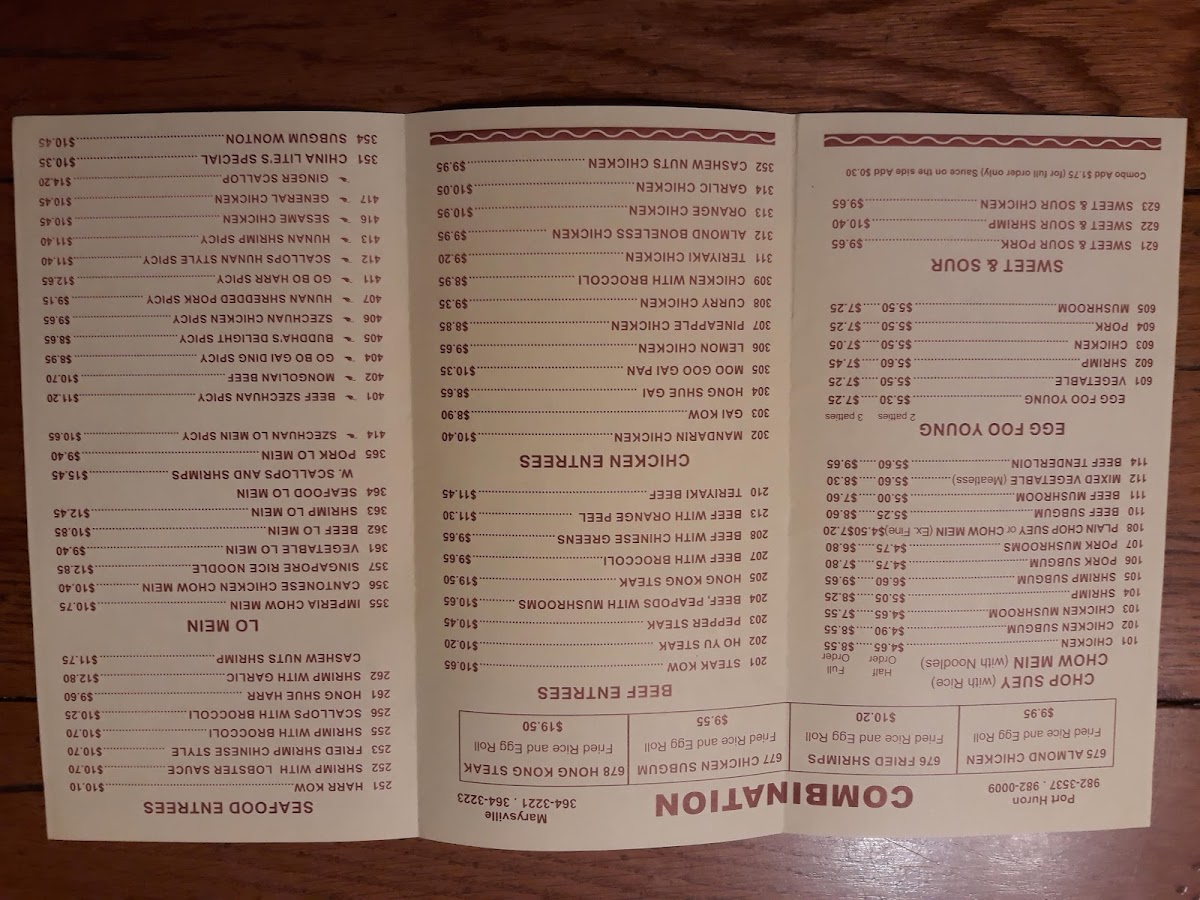 Port Huron
982-3537 . 982-0009
COMBINATION
Marysville
364-3221 . 364-3223
675 ALMOND CHICKEN
Fried Rice and Egg Roll
$9.95
676 FRIED SHRIMPS
Fried Rice and Egg Roll
$10.20
677 CHICKEN SUBGUM
Fried Rice and Egg Roll
$9.55
678 HONG KONG STEAK
Fried Rice and Egg Roll
$19.50
CHOP SUEY (with Rice)
CHOW MEIN (with Noodles)
Half Order
Full Order
101 CHICKEN $4.65 $8.55
102 CHICKEN SUBGUM $4.90 $8.55
103 CHICKEN MUSHROOM $4.65 $7.55
104 SHRIMP $5.05 $8.25
105 SHRIMP SUBGUM $6.60 $9.65
106 PORK SUBGUM $4.75 $7.80
107 PORK MUSHROOMS $4.75 $6.80
108 PLAIN CHOP SUEY or CHOW MEIN (Ex. Fine) $4.50 $7.20
110 BEEF SUBGUM $5.25 $8.60
111 BEEF MUSHROOM $5.00 $7.60
112 MIXED VEGETABLE (Meatless) $5.60 $8.30
114 BEEF TENDERLOIN $5.60 $9.65
EGG FOO YOUNG
2 patties 3 patties
EGG FOO YOUNG $5.30 $7.25
601 VEGETABLE $5.50 $7.25
602 SHRIMP $5.60 $7.45
603 CHICKEN $5.50 $7.05
604 PORK $5.50 $7.25
605 MUSHROOM $5.50 $7.25
SWEET & SOUR
621 SWEET & SOUR PORK $9.65
622 SWEET & SOUR SHRIMP $10.40
623 SWEET & SOUR CHICKEN $9.65
Combo Add $1.75 (for full order only) Sauce on the side Add $0.30
BEEF ENTREES
201 STEAK KOW $10.65
202 HO YU STEAK $10.20
203 PEPPER STEAK $10.45
204 BEEF, PEAPODS WITH MUSHROOMS $10.65
205 HONG KONG STEAK $19.50
207 BEEF WITH BROCCOLI $9.65
208 BEEF WITH CHINESE GREENS $9.65
213 BEEF WITH ORANGE PEEL $11.30
210 TERIYAKI BEEF $11.45
CHICKEN ENTREES
302 MANDARIN CHICKEN $10.40
303 GAI KOW $8.90
304 HONG SHUE GAI $8.65
305 MOO GOO GAI PAN $10.35
306 LEMON CHICKEN $9.65
307 PINEAPPLE CHICKEN $8.85
308 CURRY CHICKEN $9.35
309 CHICKEN WITH BROCCOLI $8.95
311 TERIYAKI CHICKEN $9.20
312 ALMOND BONELESS CHICKEN $9.95
313 ORANGE CHICKEN $10.95
314 GARLIC CHICKEN $10.05
352 CASHEW NUTS CHICKEN $9.95
SEAFOOD ENTREES
251 HARR KOW $10.10
252 SHRIMP WITH LOBSTER SAUCE $10.70
253 FRIED SHRIMP CHINESE STYLE $10.70
255 SHRIMP WITH BROCCOLI $10.70
256 SCALLOPS WITH BROCCOLI $10.25
261 HONG SHUE HARR $9.60
262 SHRIMP WITH GARLIC $12.80
CASHEW NUTS SHRIMP $11.75
LO MEIN
355 IMPERIA CHOW MEIN $10.75
356 CANTONESE CHICKEN MEIN CHOW MEIN $10.40
357 SINGAPORE RICE NOODLE $12.85
361 VEGETABLE LO MEIN $9.40
362 BEEF LO MEIN $10.85
363 SHRIMP LO MEIN $12.45
364 SEAFOOD LO MEIN
W. SCALLOPS AND SHRIMPS $15.45
365 PORK LO MEIN $9.40
414 SZECHUAN MEIN LO MEIN SPICY $10.65
401 BEEF SZECHUAN SPICY $11.20
402 MONGOLIAN BEEF $10.70
404 GO BO GAI DING SPICY $8.95
405 BUDDHA'S DELIGHT SPICY $8.65
406 SZECHUAN CHICKEN SPICY $9.65
407 HUNAN SHREDDED PORK SPICY $9.15
411 GO BO HARR SPICY $12.65
412 SCALLOPS HUNAN STYLE SPICY $11.40
413 HUNAN SHRIMP SPICY $11.40
416 SESAME CHICKEN $10.45
417 GENERAL CHICKEN $10.45
GINGER SCALLOP $14.20
351 CHINA LITE'S SPECIAL $10.35
354 SUBGUM WONTON $10.45